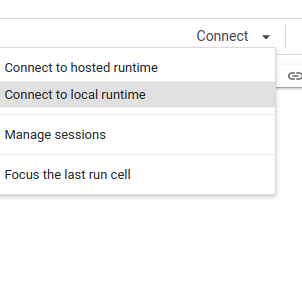 Connect
Connect to hosted runtime
Connect to local runtime
Manage sessions
Focus the last run cell